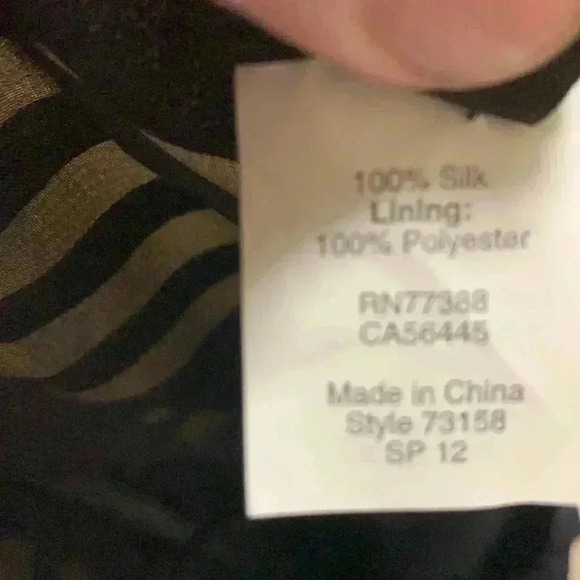 100% Silk
Lining:
100% Polyester
RN77388
CA56445
Made in China
Style 73158
SP 12